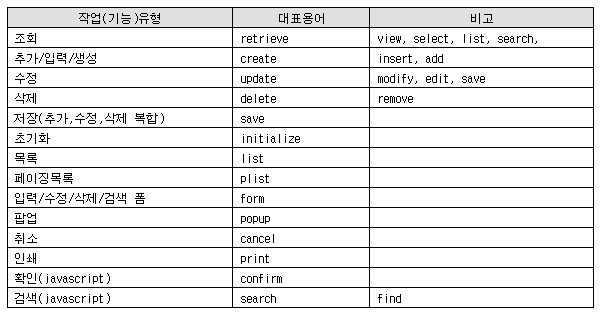 작업(기능)유형 대표용어 비고
조회 retrieve view, select, list, search,
추가/입력/생성 create insert, add
수정 update modify, edit, save
삭제 delete remove
저장(추가,수정,삭제 복합) save
초기화 initialize
목록 list
페이징목록 plist
입력/수정/삭제/검색 폼 form
팝업 popup
취소 cancel
인쇄 print
확인(javascript) confirm
검색(javascript) search find